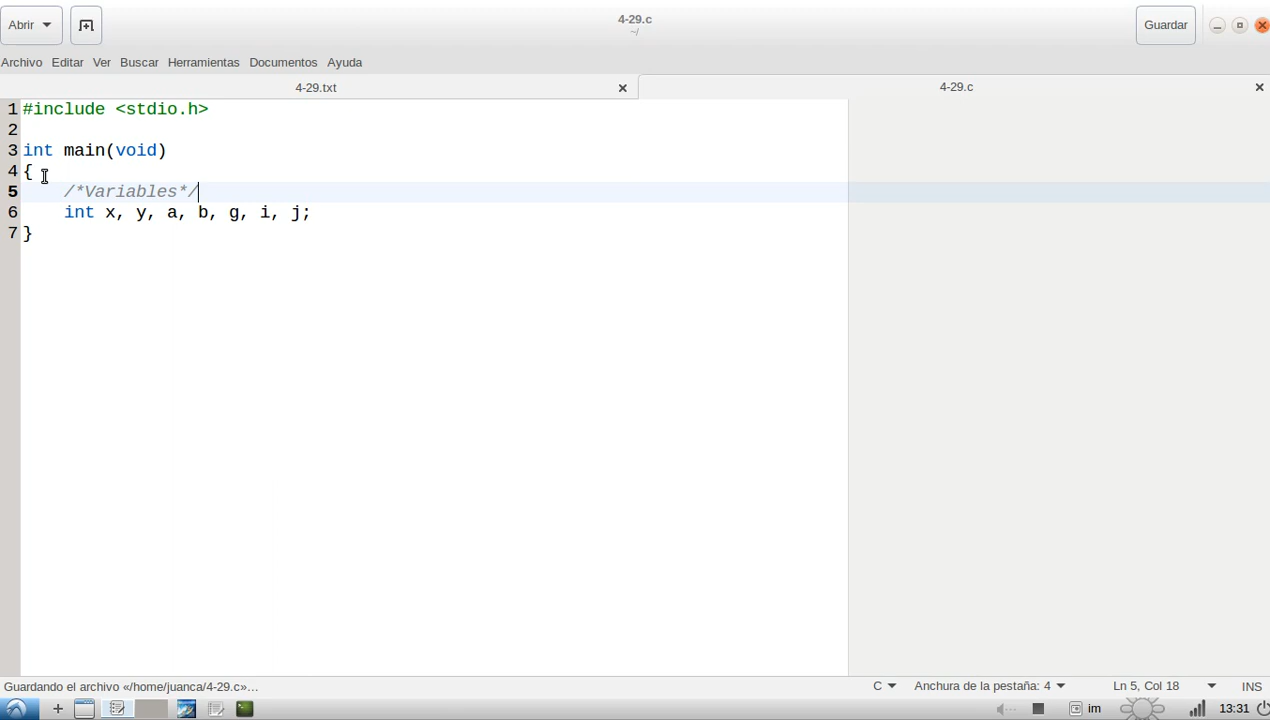 Abrir
4-29.c
~/
Guardar
Archivo Editar Ver Buscar Herramientas Documentos Ayuda
4-29.txt
4-29.c
1 #include <stdio.h>
2
3 int main(void)
4 {
5 /*Variables*/
6 int x, y, a, b, g, i, j;
7 }
Guardando el archivo «/home/juanca/4-29.c»…
C Anchura de la pestaña: 4 Ln 5, Col 18 INS
im 13:31